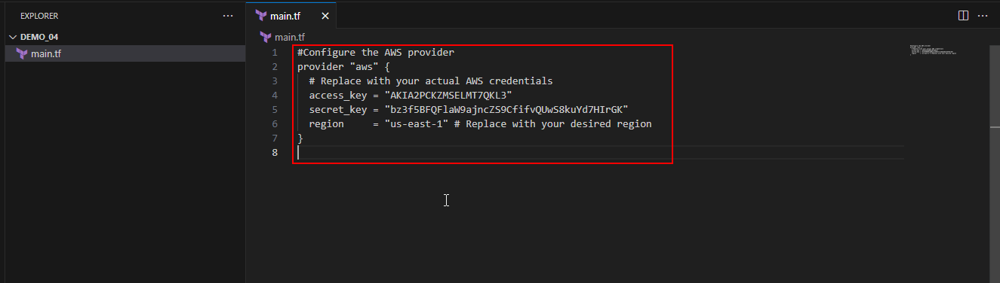 EXPLORER
DEMO_04
main.tf
main.tf
main.tf
1 #Configure the AWS provider
2 provider "aws" {
3 # Replace with your actual AWS credentials
4 access_key = "AKIA2PCKZMSELMT7QKL3"
5 secret_key = "bz3f5BFQFlaW9ajncZS9CfifvQUwS8kuYd7HIrGK"
6 region = "us-east-1" # Replace with your desired region
7 }
8